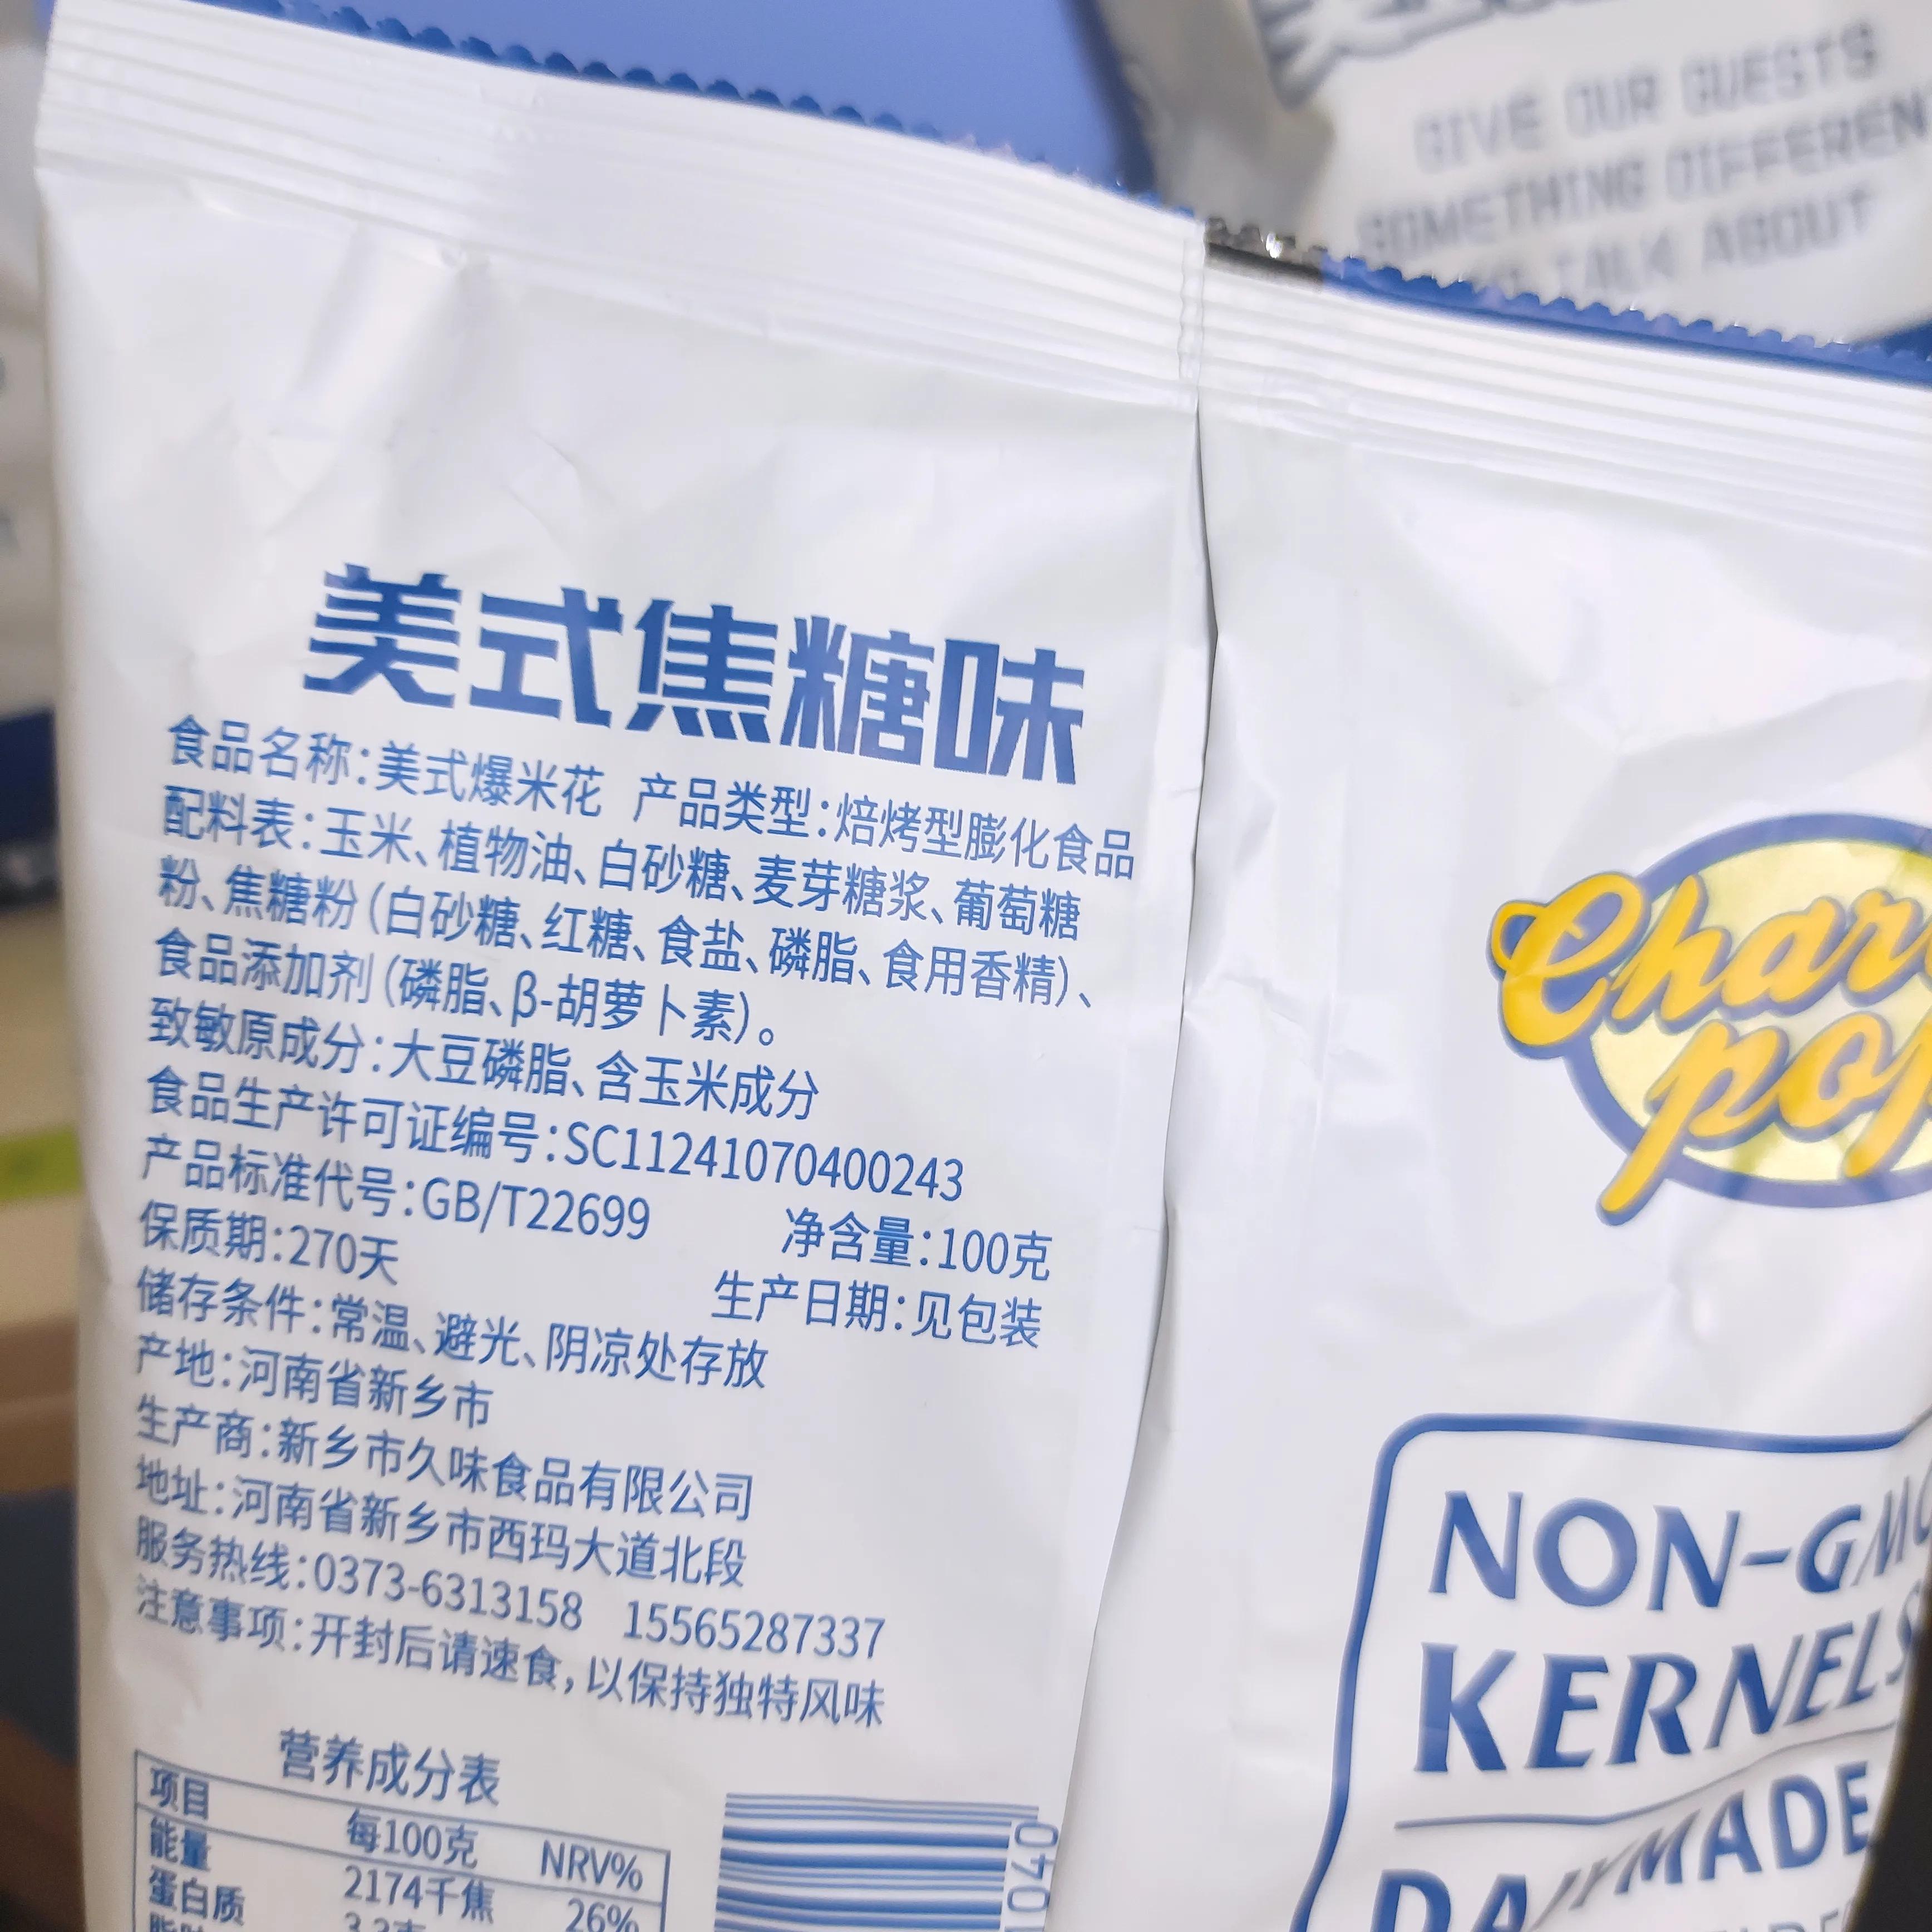 GIVE OUR GUESTS
SOMETHING DIFFEREN
TALK ABOUT
美式焦糖味
食品名称:美式爆米花 产品类型:焙烤型膨化食品
配料表:玉米、植物油、白砂糖、麦芽糖浆、葡萄糖
粉、焦糖粉(白砂糖、红糖、食盐、磷脂、食用香精)、
食品添加剂(磷脂、β-胡萝卜素)。
致敏原成分:大豆磷脂、含玉米成分
食品生产许可证编号:SC11241070400243
产品标准代号:GB/T22699 净含量:100克
保质期:270天 生产日期:见包装
储存条件:常温、避光、阴凉处存放
产地:河南省新乡市
生产商:新乡市久味食品有限公司
地址:河南省新乡市西玛大道北段
服务热线:0373-6313158 15565287337
注意事项:开封后请速食,以保持独特风味
营养成分表
项目 每100克 NRV%
能量 2174千焦 26%
蛋白质
Char
pop
NON-GMO
KERNELS
DAILY MADE